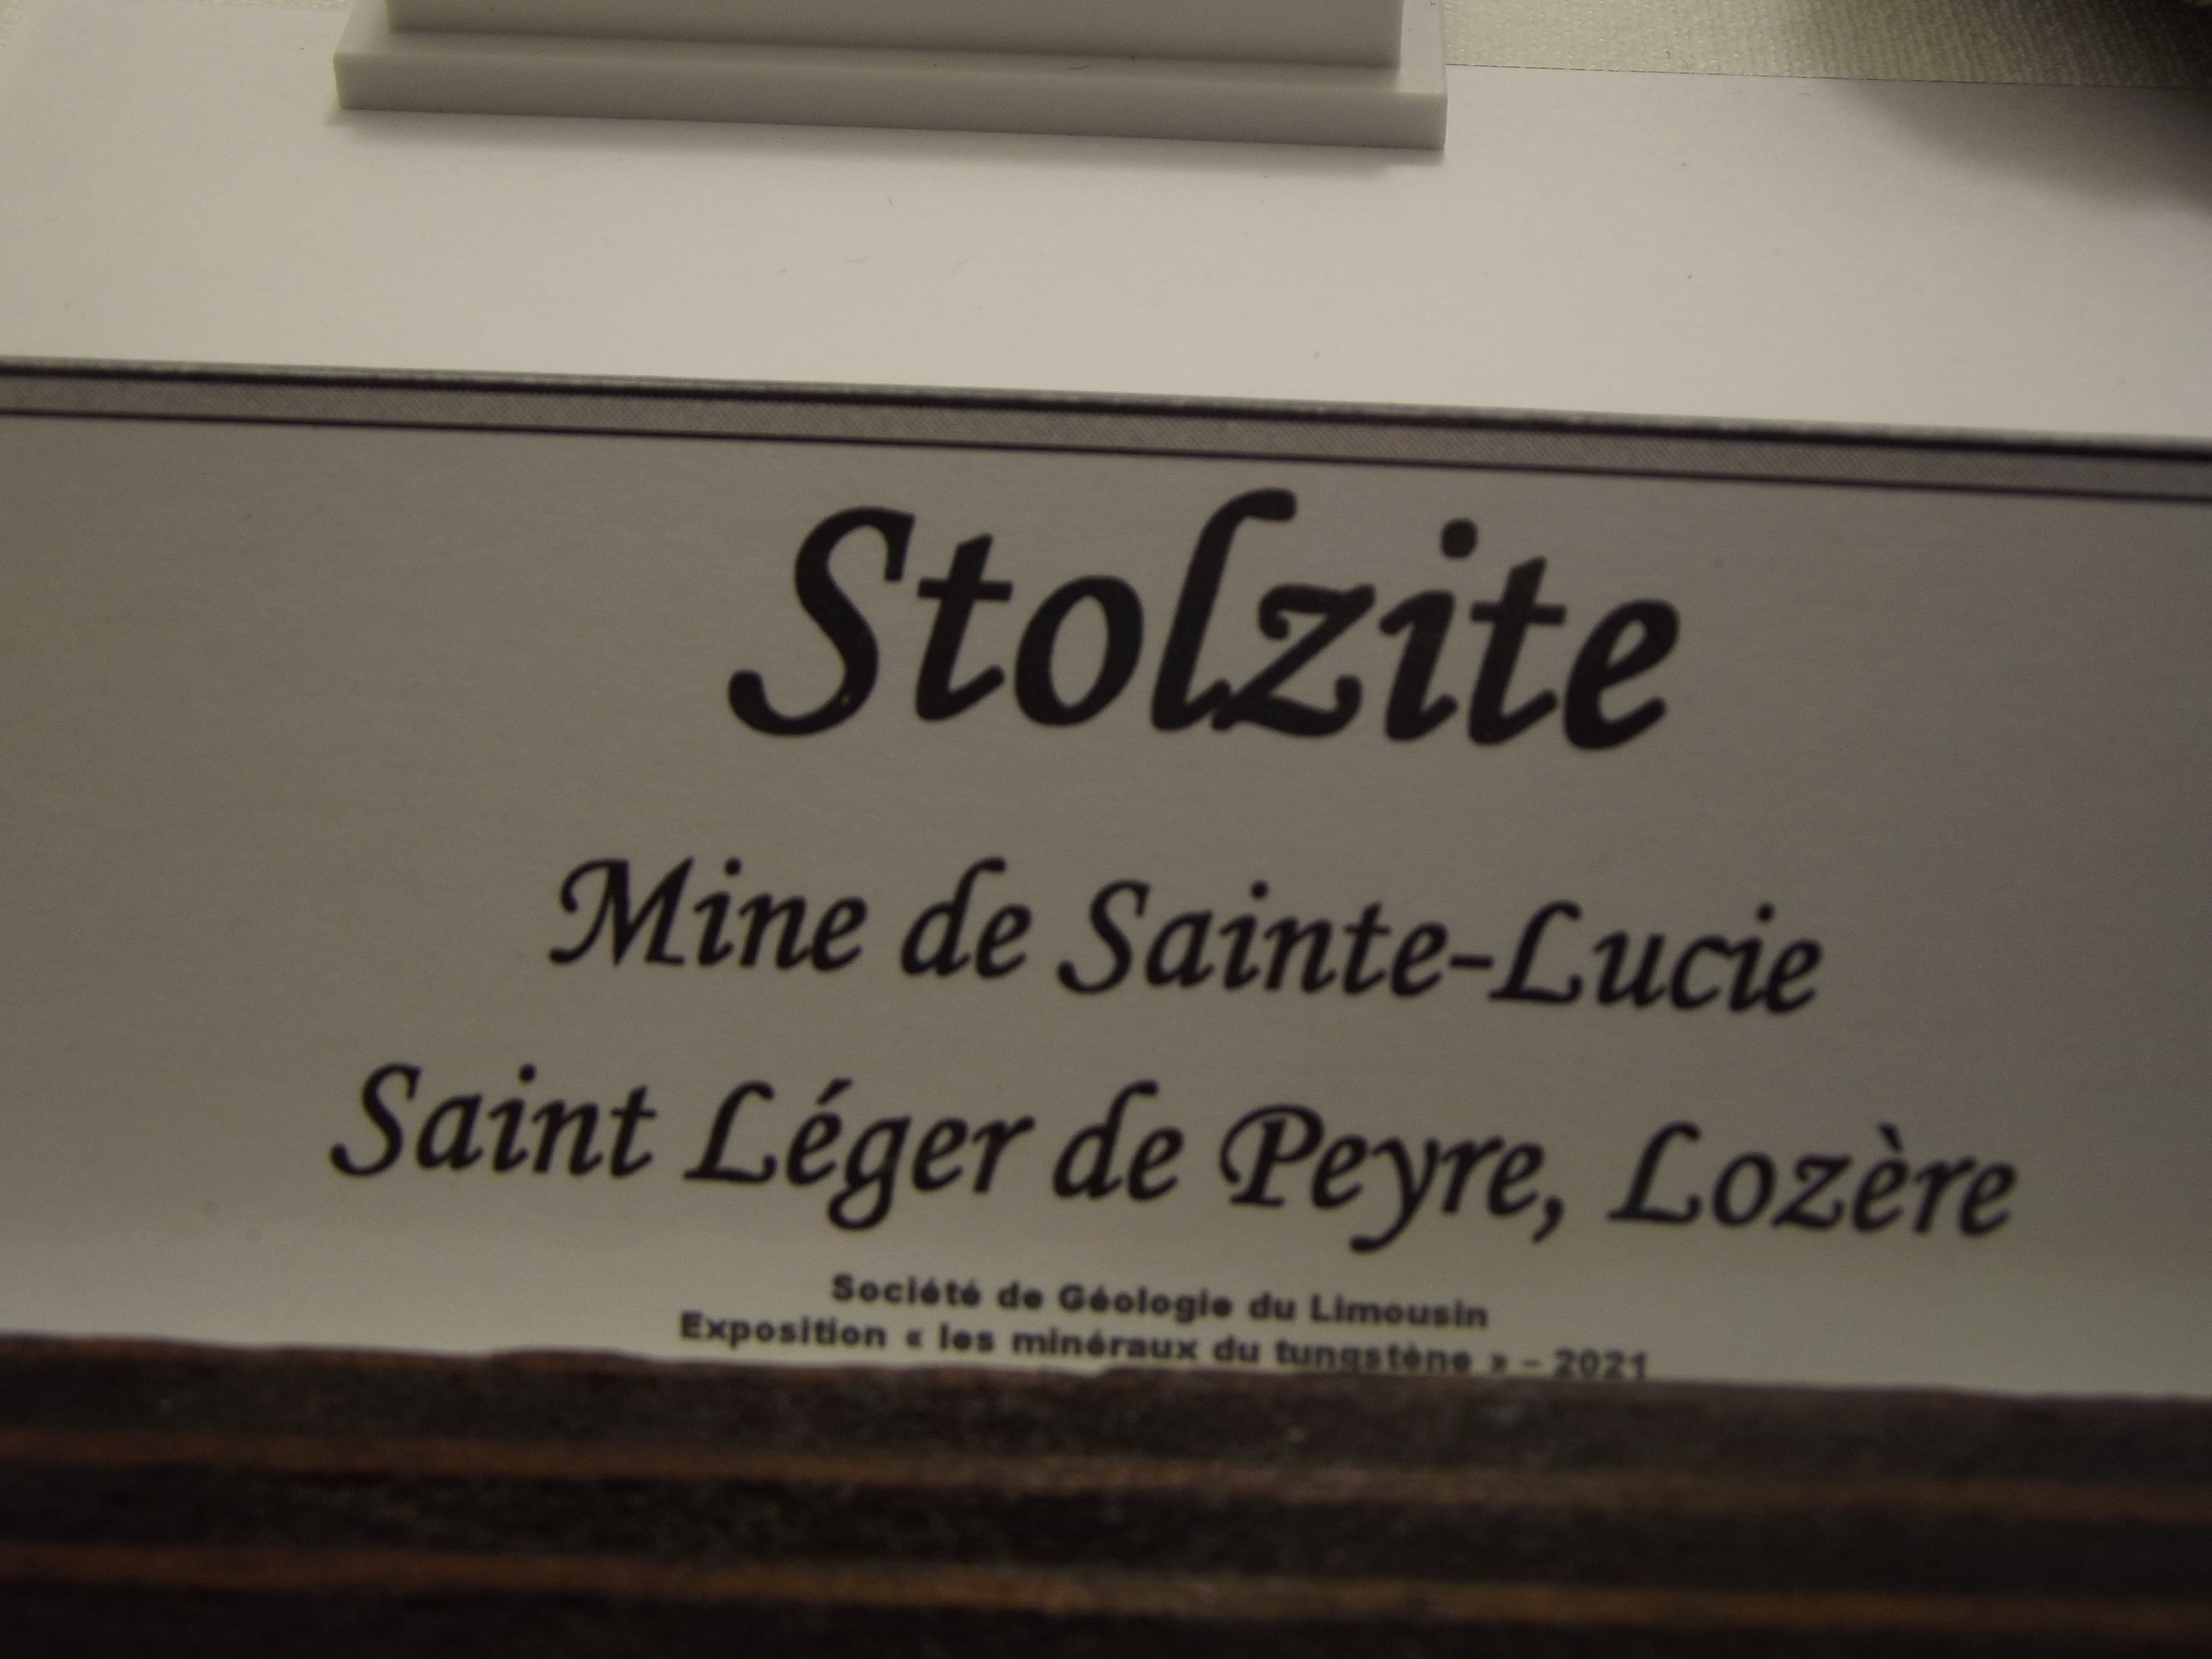 Stolzite
Mine de Sainte-Lucie
Saint Léger de Peyre, Lozère
Société de Géologie du Limousin
Exposition « les minéraux du tungstène » – 2021